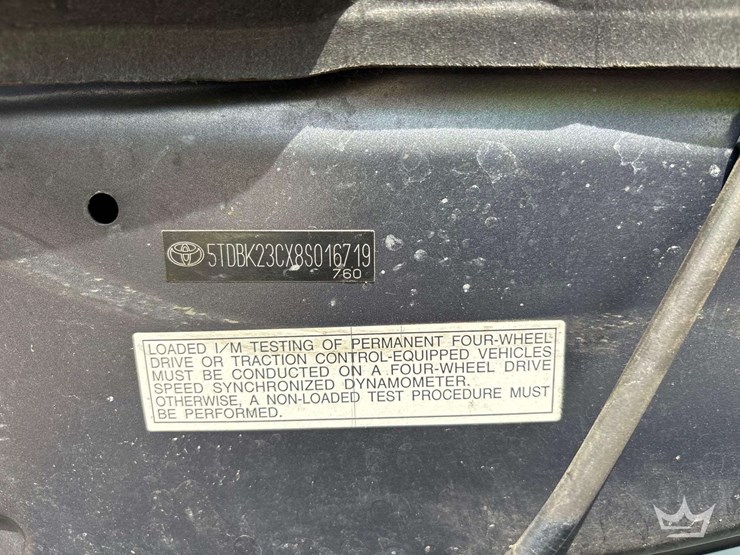 5TDBK23CX8S016719
760
LOADED I/M TESTING OF PERMANENT FOUR-WHEEL
DRIVE OR TRACTION CONTROL-EQUIPPED VEHICLES
MUST BE CONDUCTED ON A FOUR-WHEEL DRIVE
SPEED SYNCHRONIZED DYNAMOMETER.
OTHERWISE, A NON-LOADED TEST PROCEDURE MUST
BE PERFORMED.